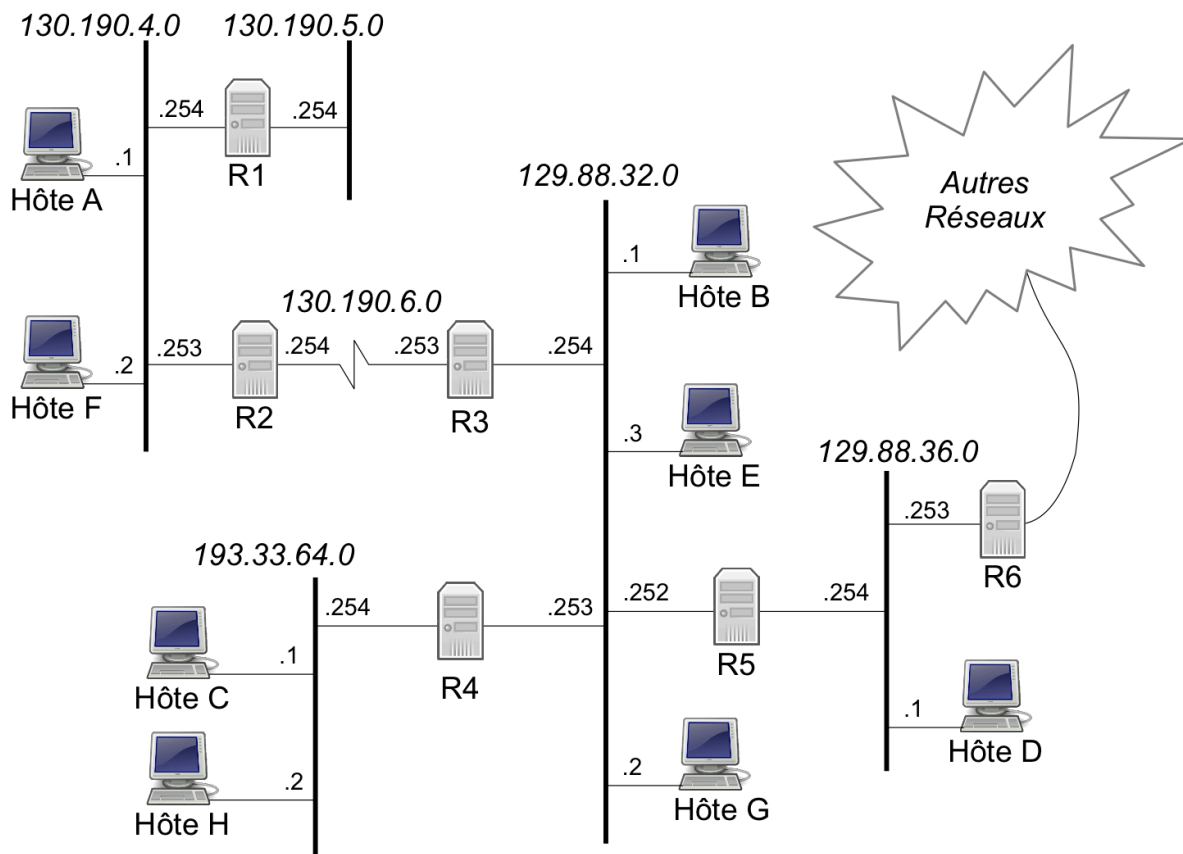 130.190.4.0
130.190.5.0
.254
.254
R1
.1
Hôte A
129.88.32.0
Autres
Réseaux
.1
Hôte B
130.190.6.0
.253
.254
.253
.254
.2
Hôte F
R2
R3
.3
Hôte E
129.88.36.0
.253
R6
193.33.64.0
.254
.253
.252
.254
.1
Hôte C
R4
R5
.1
Hôte D
.2
Hôte H
.2
Hôte G